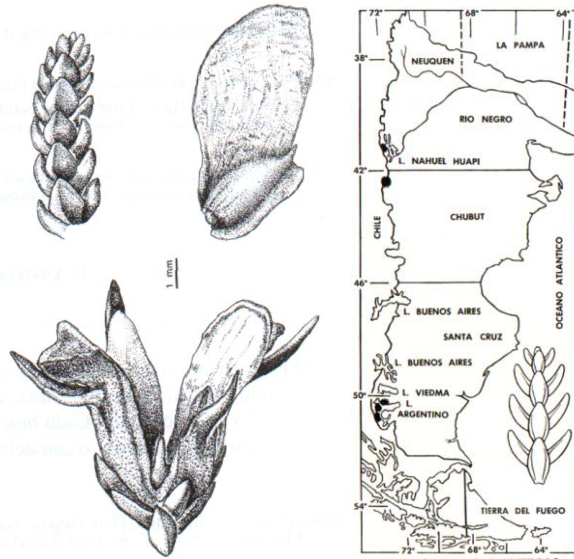 72° 68° 64°
LA PAMPA
38°
NEUQUEN
RIO NEGRO
L. NAHUEL HUAPI
42°
CHILE
CHUBUT
OCEANO ATLANTICO
1 mm
46°
L. BUENOS AIRES
SANTA CRUZ
L. BUENOS AIRES
50°
L. VIEDMA
L.
ARGENTINO
54°
TIERRA DEL FUEGO
72° 68° 64°